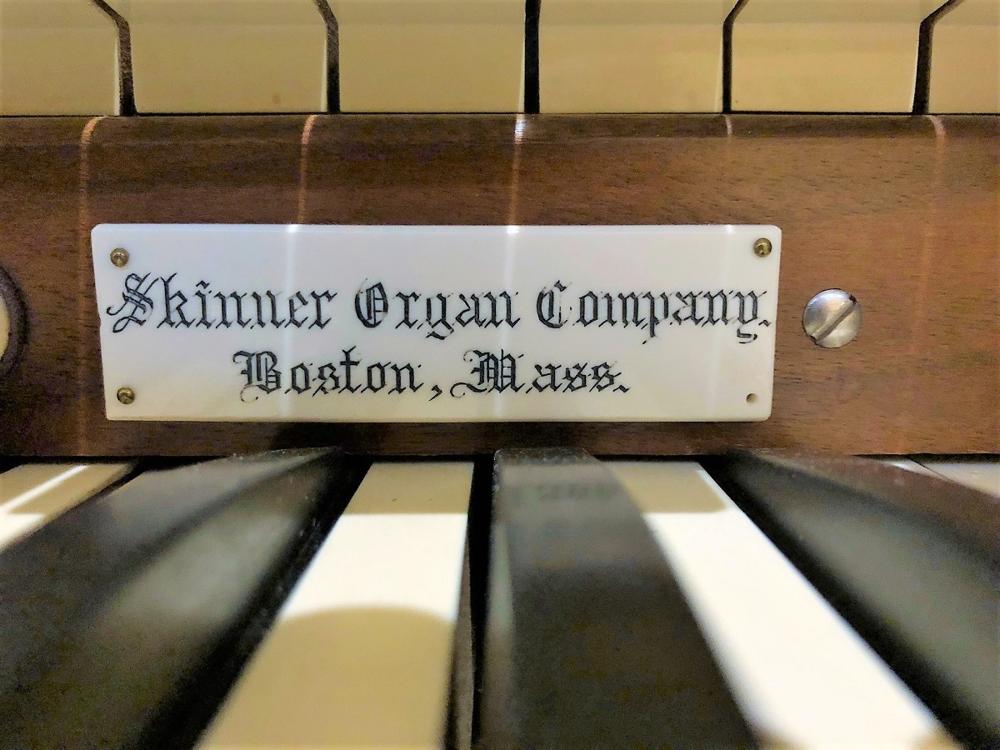 Skinner Organ Company.
Boston, Mass.